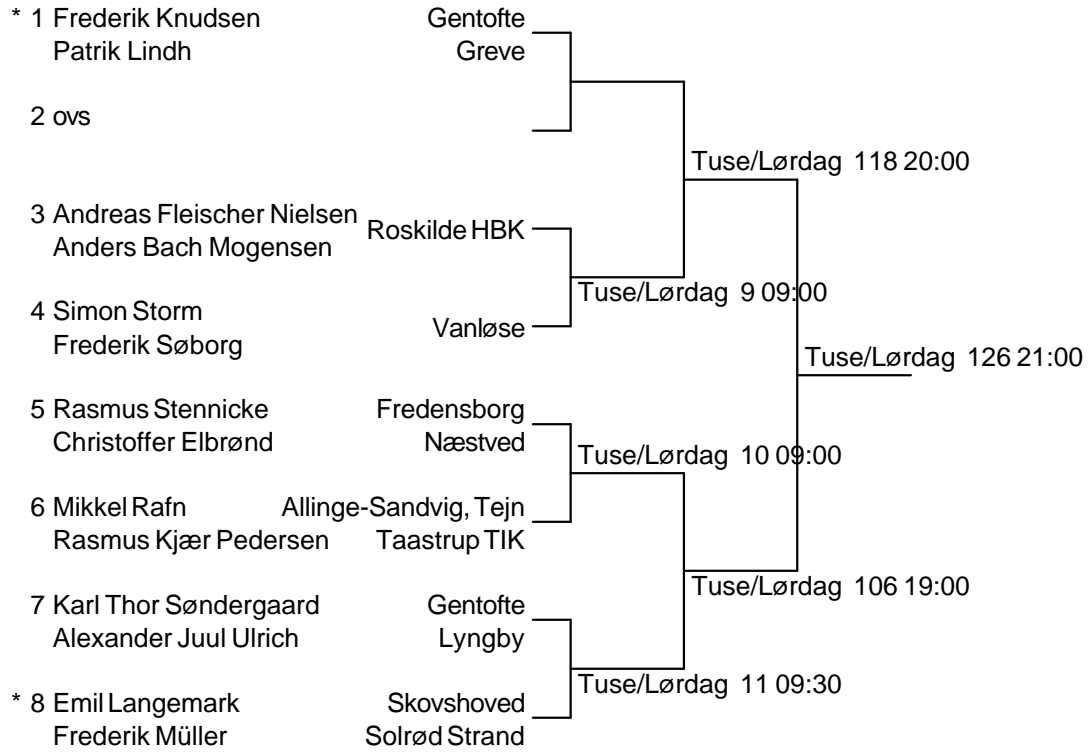 * 1 Frederik Knudsen Gentofte
Patrik Lindh Greve
2 ovs
Tuse/Lørdag 118 20:00
3 Andreas Fleischer Nielsen Roskilde HBK
Anders Bach Mogensen
Tuse/Lørdag 9 09:00
4 Simon Storm Vanløse
Frederik Søborg
Tuse/Lørdag 126 21:00
5 Rasmus Stennicke Fredensborg
Christoffer Elbrønd Næstved
Tuse/Lørdag 10 09:00
6 Mikkel Rafn Allinge-Sandvig, Tejn
Rasmus Kjær Pedersen Taastrup TIK
Tuse/Lørdag 106 19:00
7 Karl Thor Søndergaard Gentofte
Alexander Juul Ulrich Lyngby
Tuse/Lørdag 11 09:30
* 8 Emil Langemark Skovshoved
Frederik Müller Solrød Strand